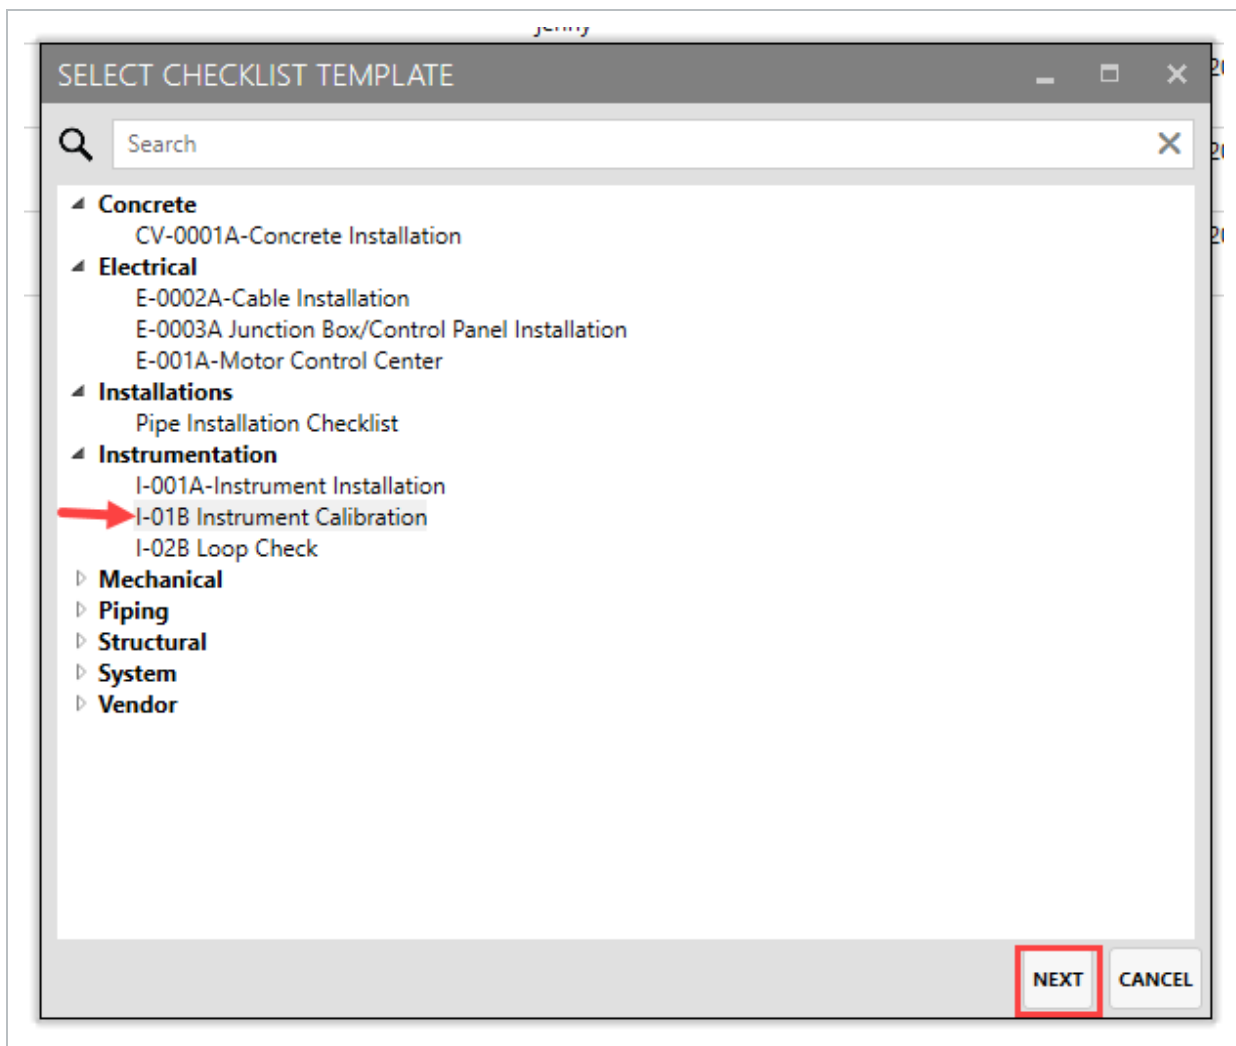 jenny
SELECT CHECKLIST TEMPLATE
Search
Concrete
CV-0001A-Concrete Installation
Electrical
E-0002A-Cable Installation
E-0003A Junction Box/Control Panel Installation
E-001A-Motor Control Center
Installations
Pipe Installation Checklist
Instrumentation
I-001A-Instrument Installation
I-01B Instrument Calibration
I-02B Loop Check
Mechanical
Piping
Structural
System
Vendor
NEXT CANCEL